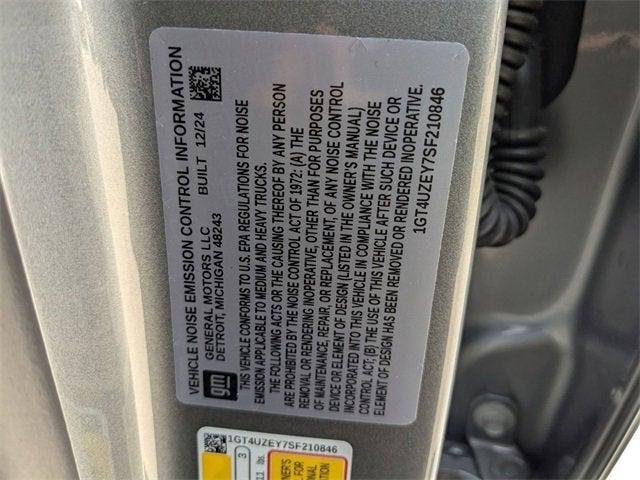 VEHICLE NOISE EMISSION CONTROL INFORMATION
GENERAL MOTORS LLC
DETROIT, MICHIGAN 48243
BUILT 12/24
gm
THIS VEHICLE CONFORMS TO U.S. EPA REGULATIONS FOR NOISE
EMISSION APPLICABLE TO MEDIUM AND HEAVY TRUCKS.
THE FOLLOWING ACTS OR THE CAUSING THEREOF BY ANY PERSON
ARE PROHIBITED BY THE NOISE CONTROL ACT OF 1972: (A) THE
REMOVAL OR RENDERING INOPERATIVE, OTHER THAN FOR PURPOSES
OF MAINTENANCE, REPAIR, OR REPLACEMENT, OF ANY NOISE CONTROL
DEVICE OR ELEMENT OF DESIGN (LISTED IN THE OWNER'S MANUAL)
INCORPORATED INTO THIS VEHICLE IN COMPLIANCE WITH THE NOISE
CONTROL ACT; (B) THE USE OF THIS VEHICLE AFTER SUCH DEVICE OR
ELEMENT OF DESIGN HAS BEEN REMOVED OR RENDERED INOPERATIVE.
1GT4UZEY7SF210846
1GT4UZEY7SF210846
3
lbs.
FOR